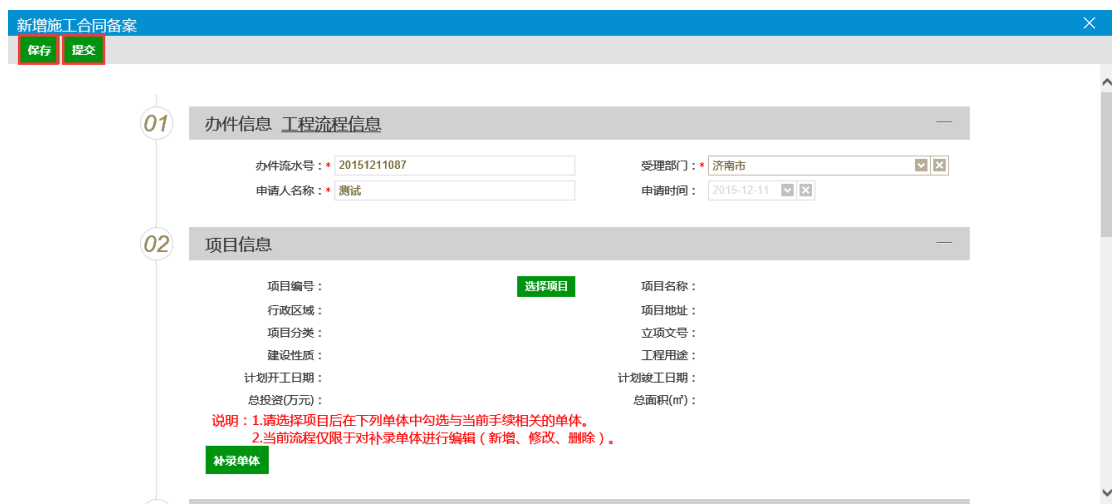 新增施工合同备案
保存 提交
01 办件信息 工程流程信息
办件流水号：* 20151211087 受理部门：* 济南市
申请人名称：* 测试 申请时间： 2015-12-11
02 项目信息
项目编号： 选择项目 项目名称：
行政区域： 项目地址：
项目分类： 立项文号：
建设性质： 工程用途：
计划开工日期： 计划竣工日期：
总投资(万元)： 总面积(㎡)：
说明：1.请选择项目后在下列单体中勾选与当前手续相关的单体。
2.当前流程仅限于对补录单体进行编辑（新增、修改、删除）。
补录单体